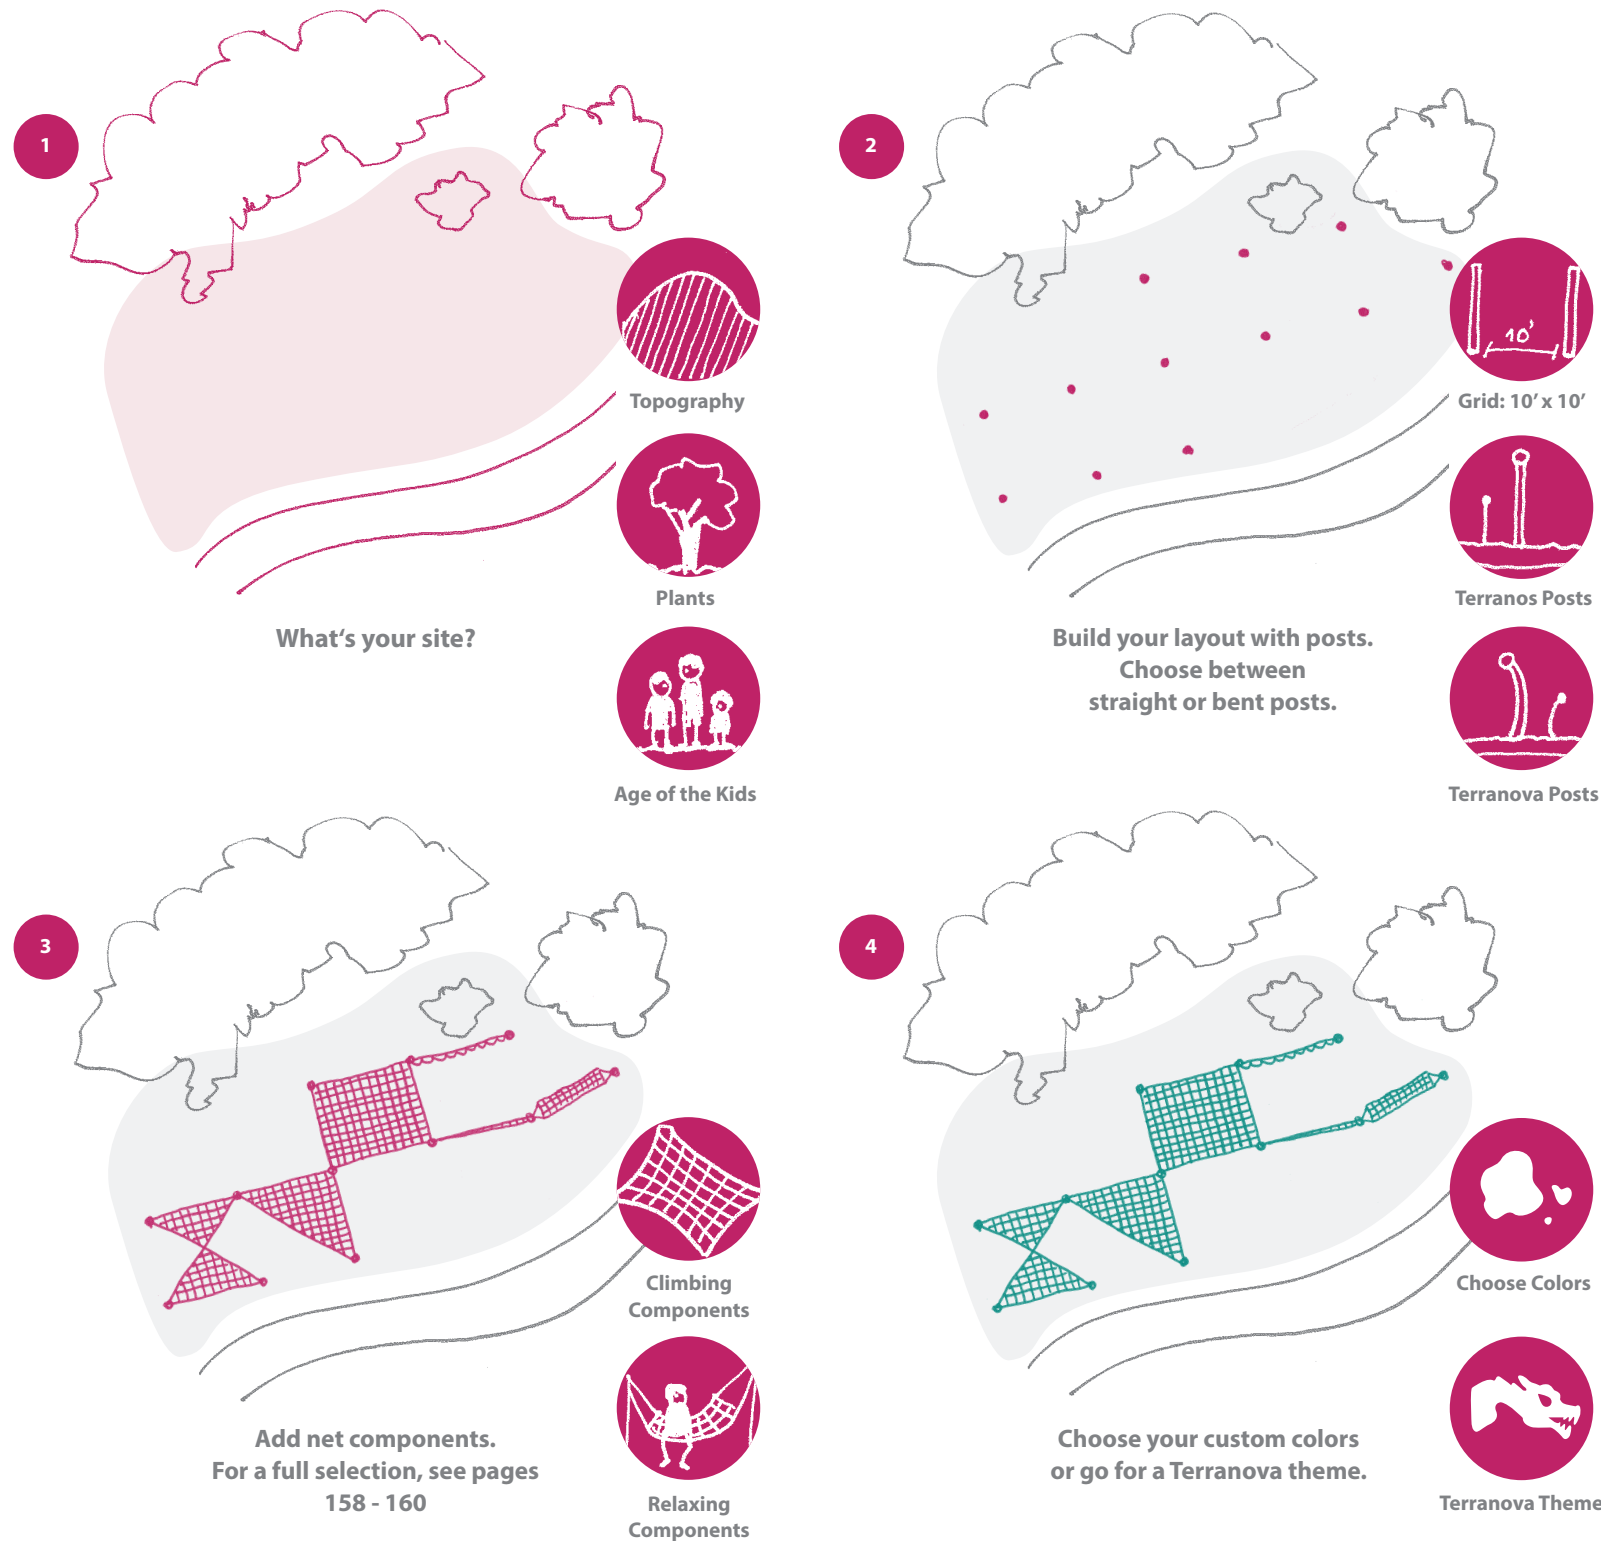 1
Topography
Plants
What‘s your site?
Age of the Kids
2
10'
Grid: 10’ x 10’
Terranos Posts
Build your layout with posts.
Choose between
straight or bent posts.
Terranova Posts
3
Climbing
Components
Add net components.
For a full selection, see pages
158 - 160
Relaxing
Components
4
Choose Colors
Choose your custom colors
or go for a Terranova theme.
Terranova Theme